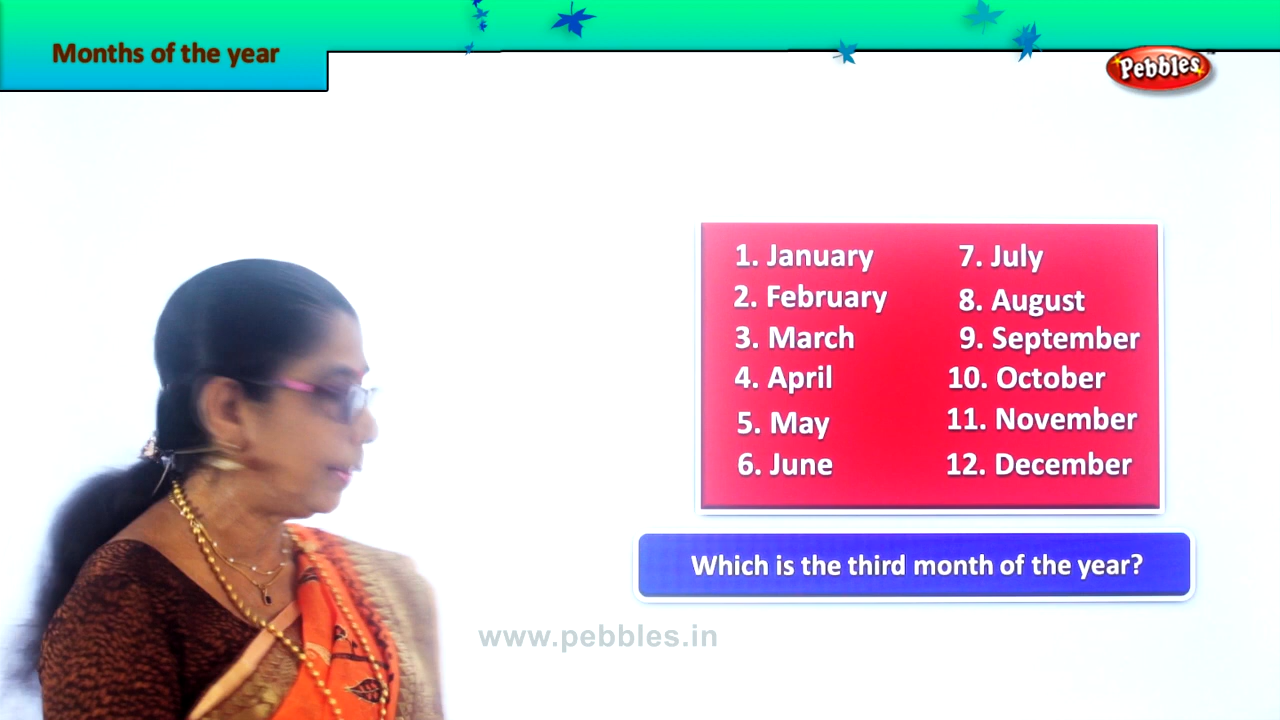 Months of the year
Pebbles
1. January
2. February
3. March
4. April
5. May
6. June
7. July
8. August
9. September
10. October
11. November
12. December
Which is the third month of the year?
www.pebbles.in